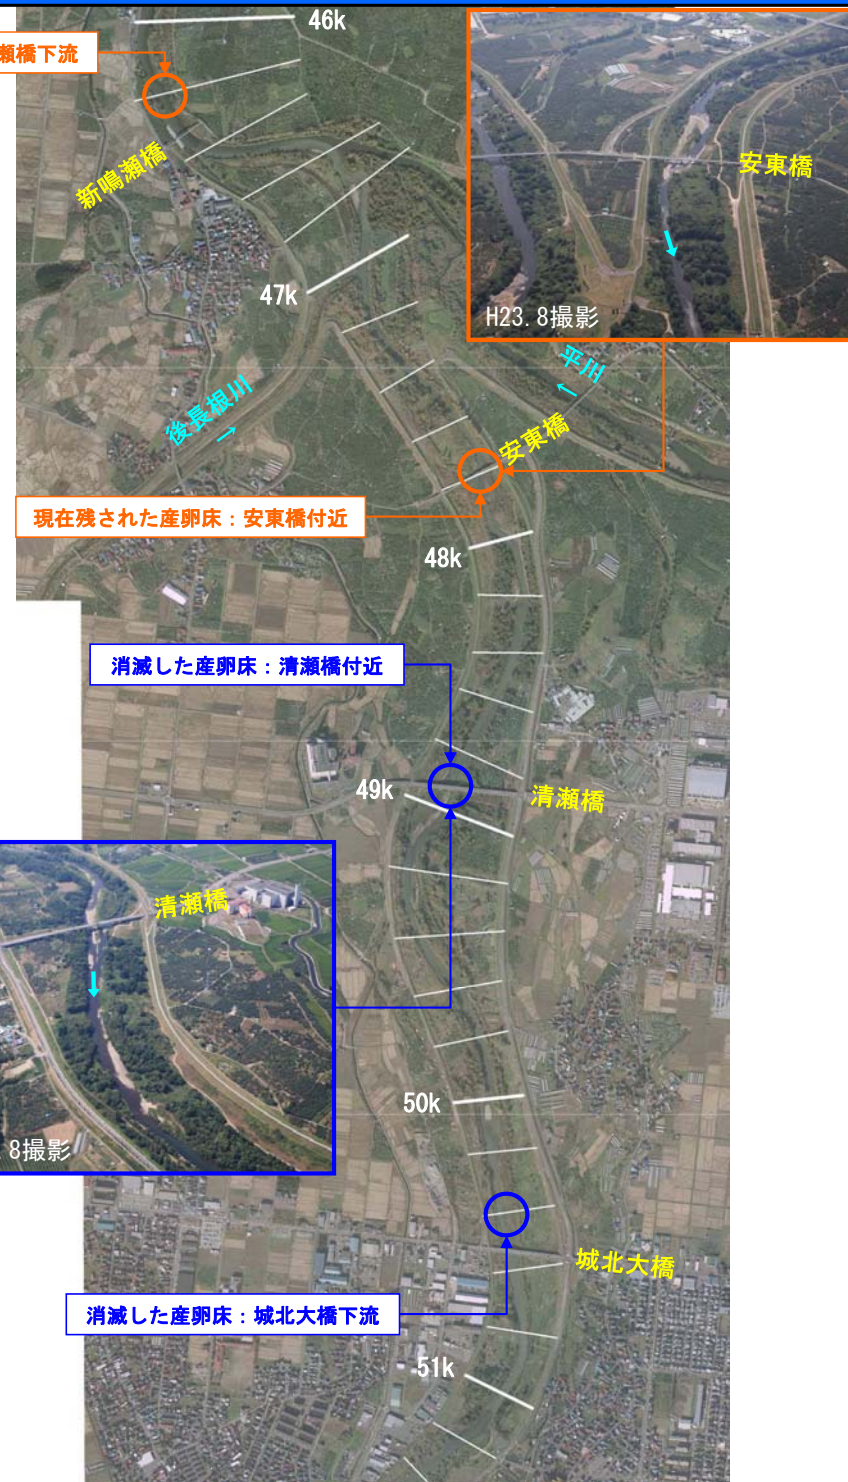 46k
瀬橋下流
新鳴瀬橋
安東橋
H23.8撮影
47k
平川
←
後長根川
→
安東橋
現在残された産卵床：安東橋付近
48k
消滅した産卵床：清瀬橋付近
49k
清瀬橋
清瀬橋
.8撮影
50k
城北大橋
消滅した産卵床：城北大橋下流
51k